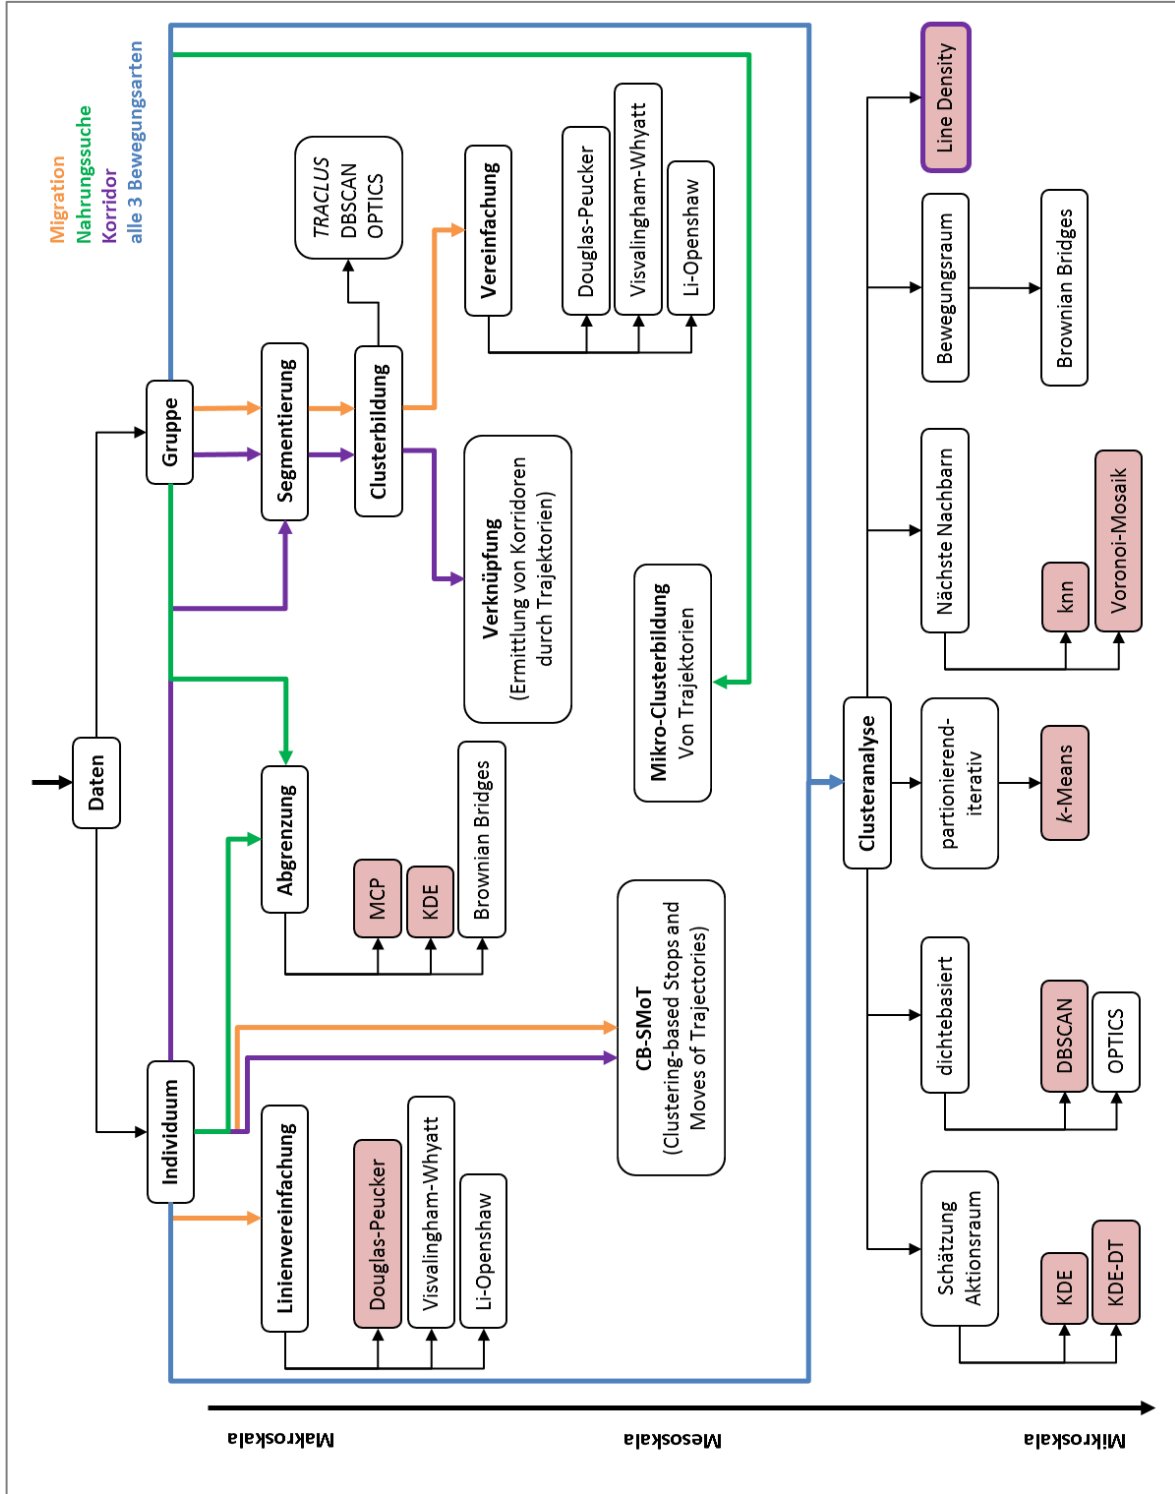 Migration
Nahrungssuche
Korridor
alle 3 Bewegungsarten
Daten
Individuum
Gruppe
Makroskala
Linienvereinfachung
Douglas-Peucker
Visvalingham-Whyatt
Li-Openshaw
Abgrenzung
MCP
KDE
Brownian Bridges
Segmentierung
Clusterbildung
TRACLUS
DBSCAN
OPTICS
Verknüpfung
(Ermittlung von Korridoren
durch Trajektorien)
Vereinfachung
Douglas-Peucker
Visvalingham-Whyatt
Li-Openshaw
Mesoskala
CB-SMoT
(Clustering-based Stops and
Moves of Trajectories)
Mikro-Clusterbildung
Von Trajektorien
Clusteranalyse
Mikroskala
Schätzung
Aktionsraum
KDE
KDE-DT
dichtebasiert
DBSCAN
OPTICS
partionierend-
iterativ
k-Means
Nächste Nachbarn
knn
Voronoi-Mosaik
Bewegungsraum
Brownian Bridges
Line Density